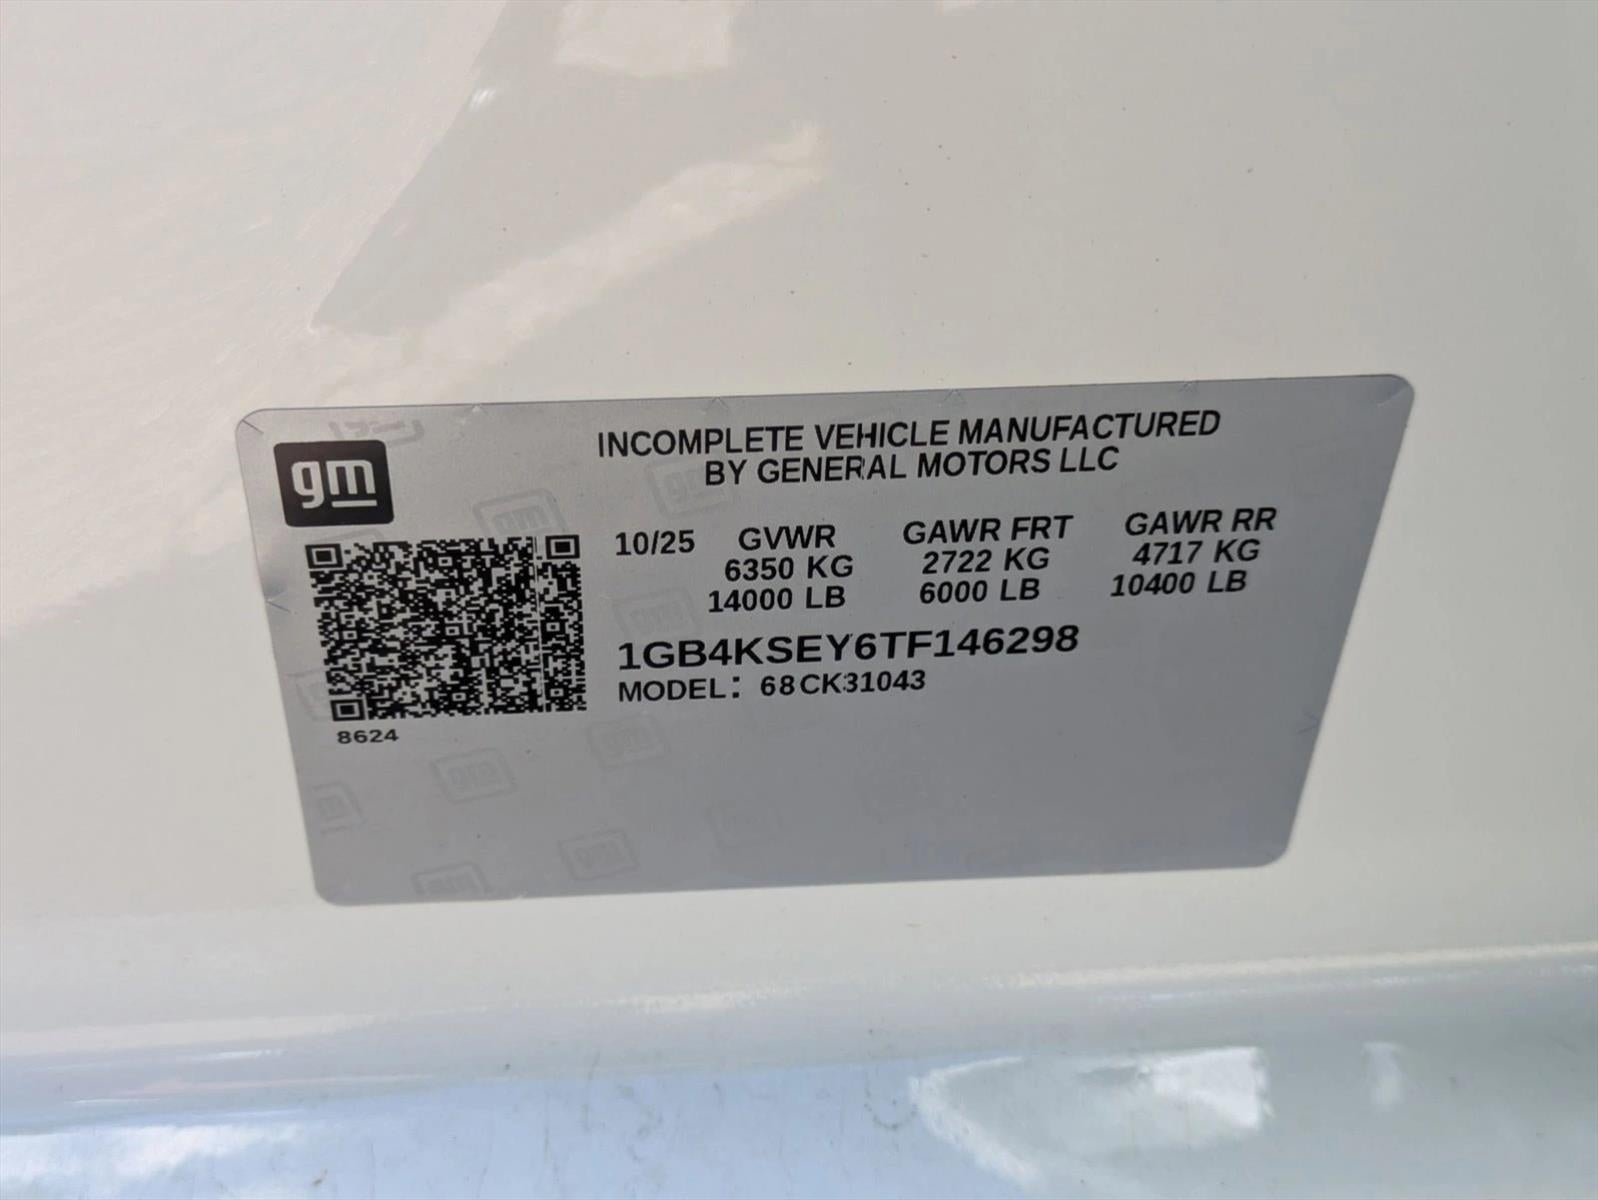 gm
INCOMPLETE VEHICLE MANUFACTURED
BY GENERAL MOTORS LLC
10/25 GVWR GAWR FRT GAWR RR
6350 KG 2722 KG 4717 KG
14000 LB 6000 LB 10400 LB
1GB4KSEY6TF146298
MODEL: 68CK31043
8624